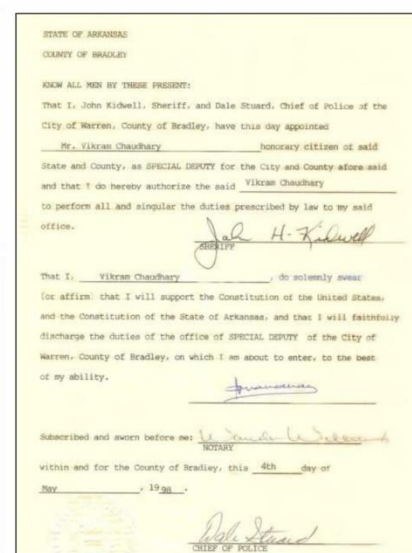 STATE OF ARKANSAS
COUNTY OF BRADLEY
KNOW ALL MEN BY THESE PRESENT:
That I, John Kidwell, Sheriff, and Dale Stuard, Chief of Police of the
City of Warren, County of Bradley, have this day appointed
Mr. Vikram Chaudhary honorary citizen of said
State and County, as SPECIAL DEPUTY for the City and County afore said
and that I do hereby authorize the said Vikram Chaudhary
to perform all and singular the duties prescribed by law to my said
office.
John H. Kidwell
SHERIFF
That I, Vikram Chaudhary, do solemnly swear
(or affirm) that I will support the Constitution of the United States,
and the Constitution of the State of Arkansas, and that I will faithfully
discharge the duties of the office of SPECIAL DEPUTY of the City of
Warren, County of Bradley, on which I am about to enter, to the best
of my ability.
Subscribed and sworn before me:
NOTARY
within and for the County of Bradley, this 4th day of
May, 1998.
Dale Stuard
CHIEF OF POLICE